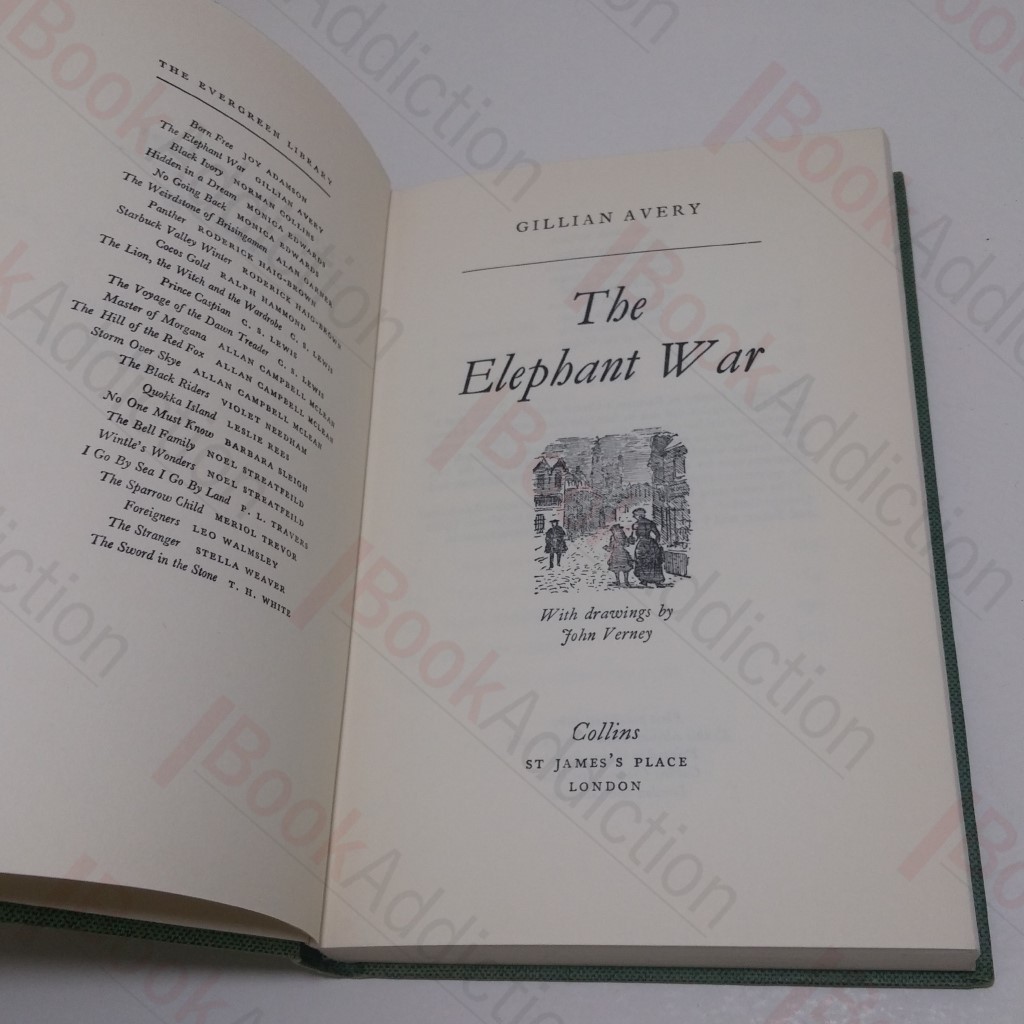 THE EVERGREEN LIBRARY
Born Free JOY ADAMSON
The Elephant War GILLIAN AVERY
Black Ivory NORMAN COLLINS
Hidden in a Dream MONICA EDWARDS
No Going Back MONICA EDWARDS
The Weirdstone of Brisingamen ALAN GARNER
Panther RODERICK HAIG-BROWN
Starbuck Valley Winter RODERICK HAIG-BROWN
Cocos Gold RALPH HAMMOND
The Lion, the Witch and the Wardrobe C. S. LEWIS
Prince Caspian C. S. LEWIS
The Voyage of the Dawn Treader C. S. LEWIS
Master of Morgana ALLAN CAMPBELL MCLEAN
The Hill of the Red Fox ALLAN CAMPBELL MCLEAN
Storm Over Skye ALLAN CAMPBELL MCLEAN
The Black Riders VIOLET NEEDHAM
Quokka Island LESLIE REES
No One Must Know BARBARA SLEIGH
The Bell Family NOEL STREATFEILD
Wintle's Wonders NOEL STREATFEILD
I Go By Sea I Go By Land P. L. TRAVERS
The Sparrow Child MERIOL TREVOR
Foreigners LEO WALMSLEY
The Stranger STELLA WEAVER
The Sword in the Stone T. H. WHITE
GILLIAN AVERY
The
Elephant War
With drawings by
John Verney
Collins
ST JAMES'S PLACE
LONDON
BookAddiction